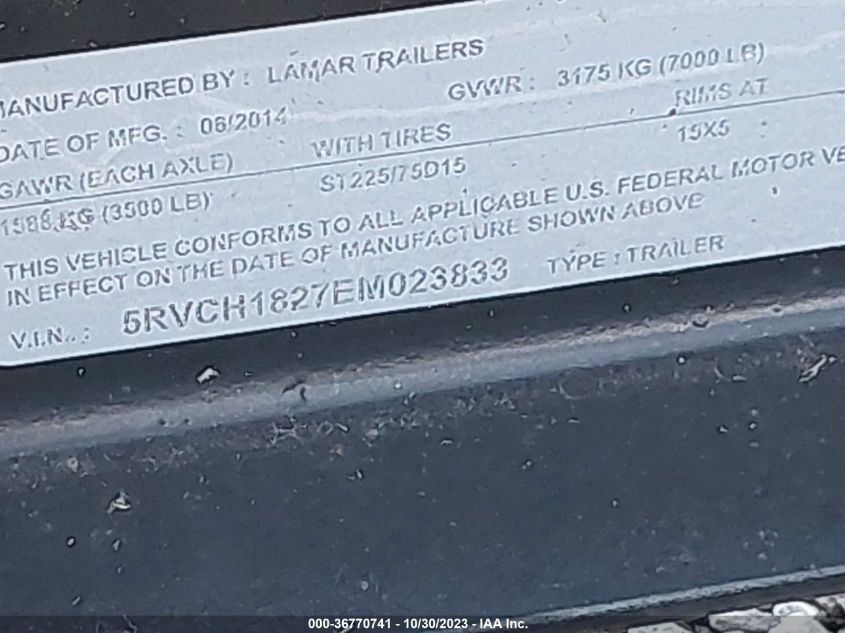 MANUFACTURED BY: LAMAR TRAILERS
DATE OF MFG.: 06/2014 GVWR: 3175 KG (7000 LB)
GAWR (EACH AXLE) WITH TIRES RIMS AT
1588 KG (3500 LB) ST225/75D15 15X5 :
THIS VEHICLE CONFORMS TO ALL APPLICABLE U.S. FEDERAL MOTOR VE
IN EFFECT ON THE DATE OF MANUFACTURE SHOWN ABOVE
V.I.N..: 5RVCH1827EM023833 TYPE: TRAILER
000-36770741 - 10/30/2023 - IAA Inc.